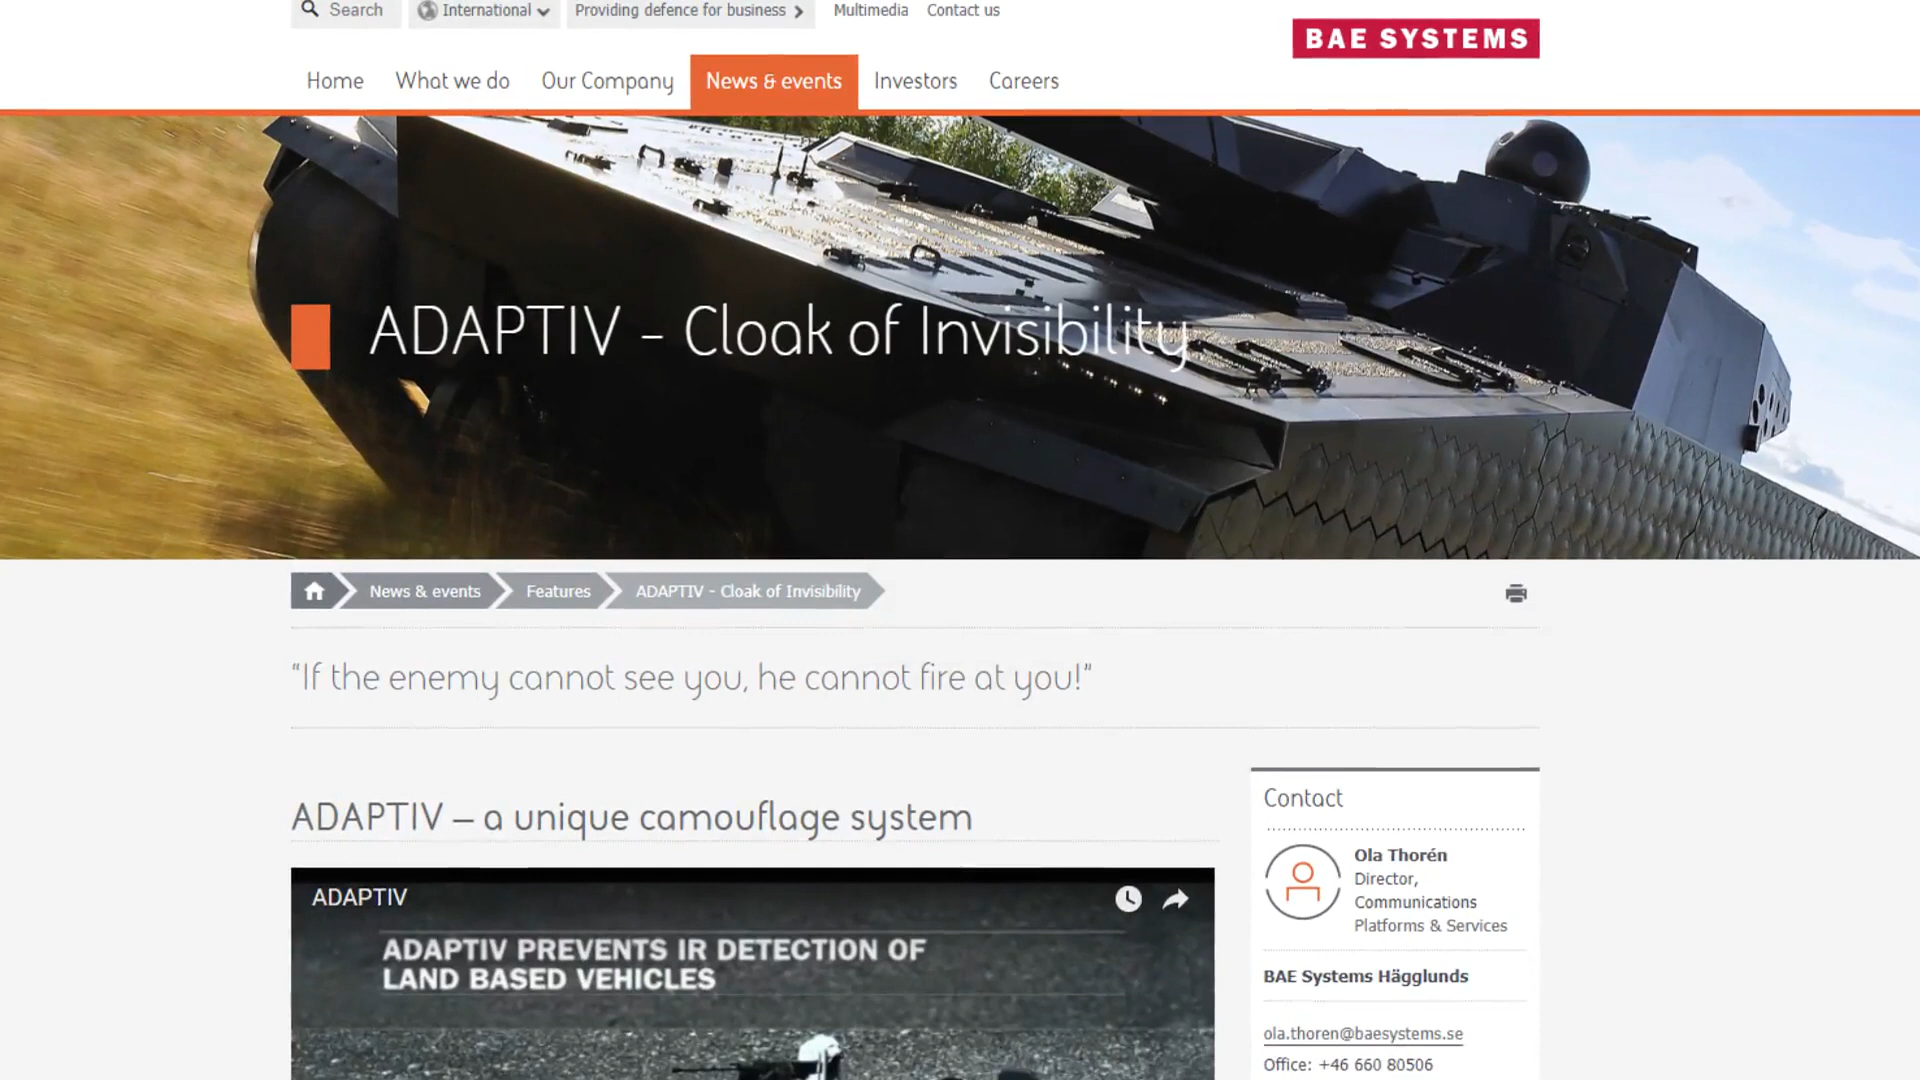 Search
International
Providing defence for business
Multimedia
Contact us
BAE SYSTEMS
Home
What we do
Our Company
News & events
Investors
Careers
ADAPTIV - Cloak of Invisibility
News & events
Features
ADAPTIV - Cloak of Invisibility
“If the enemy cannot see you, he cannot fire at you!”
ADAPTIV – a unique camouflage system
ADAPTIV
ADAPTIV PREVENTS IR DETECTION OF
LAND BASED VEHICLES
Contact
Ola Thorén
Director,
Communications
Platforms & Services
BAE Systems Hägglunds
ola.thoren@baesystems.se
Office: +46 660 80506